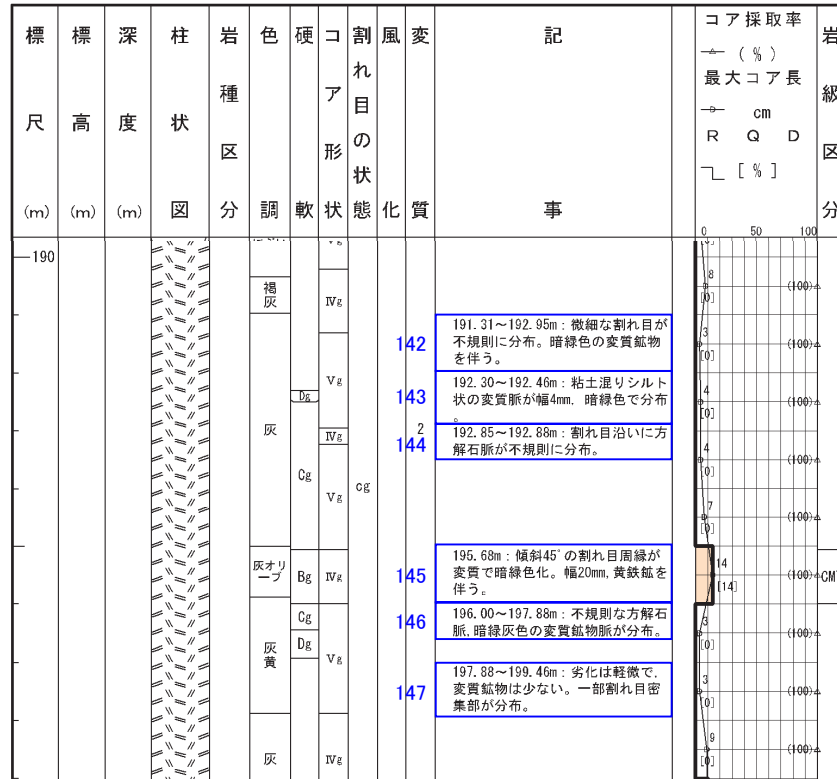 標尺(m)
標高(m)
深度(m)
柱状図
岩種区分
色調
硬軟
コア形状
割れ目の状態
風化
変質
記事
コア採取率
(%)
最大コア長
cm
R Q D
[%]
0 50 100
岩級区分
190
褐灰
灰
灰オリーブ
灰黄
灰
Dg
Cg
Bg
Cg
Dg
Ⅳg
Ⅴg
Ⅳg
Ⅴg
Ⅳg
Ⅴg
Ⅳg
cg
2
142
191.31～192.95m：微細な割れ目が
不規則に分布。暗緑色の変質鉱物
を伴う。
143
192.30～192.46m：粘土混りシルト
状の変質脈が幅4mm. 暗緑色で分布
。
144
192.85～192.88m：割れ目沿いに方
解石脈が不規則に分布。
145
195.68m：傾斜45ﾟの割れ目周縁が
変質で暗緑色化。幅20mm,黄鉄鉱を
伴う。
146
196.00～197.88m：不規則な方解石
脈,暗緑灰色の変質鉱物脈が分布。
147
197.88～199.46m：劣化は軽微で,
変質鉱物は少ない。一部割れ目密
集部が分布。
8 [0] (100)
3 [0] (100)
4 [0] (100)
4 [0] (100)
7 [0] (100)
14 [14] (100)
CM
3 [0] (100)
3 [0] (100)
9 [0] (100)